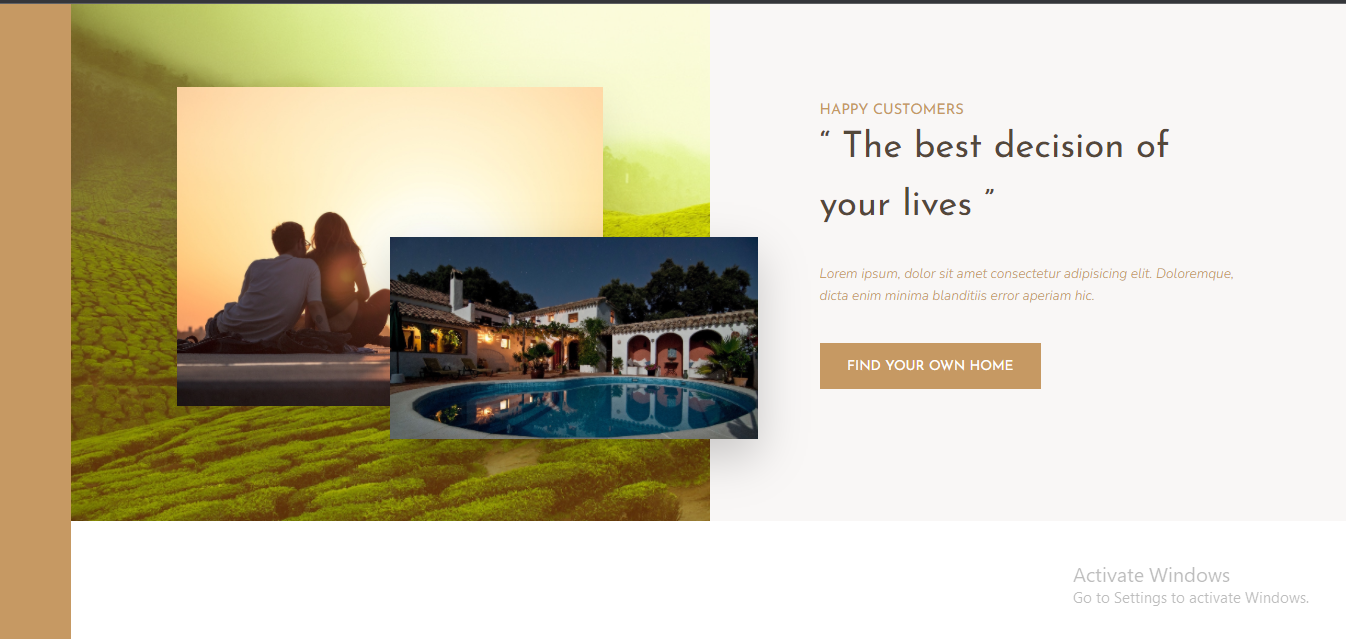 HAPPY CUSTOMERS
“ The best decision of
your lives ”
Lorem ipsum, dolor sit amet consectetur adipisicing elit. Doloremque,
dicta enim minima blanditiis error aperiam hic.
FIND YOUR OWN HOME
Activate Windows
Go to Settings to activate Windows.